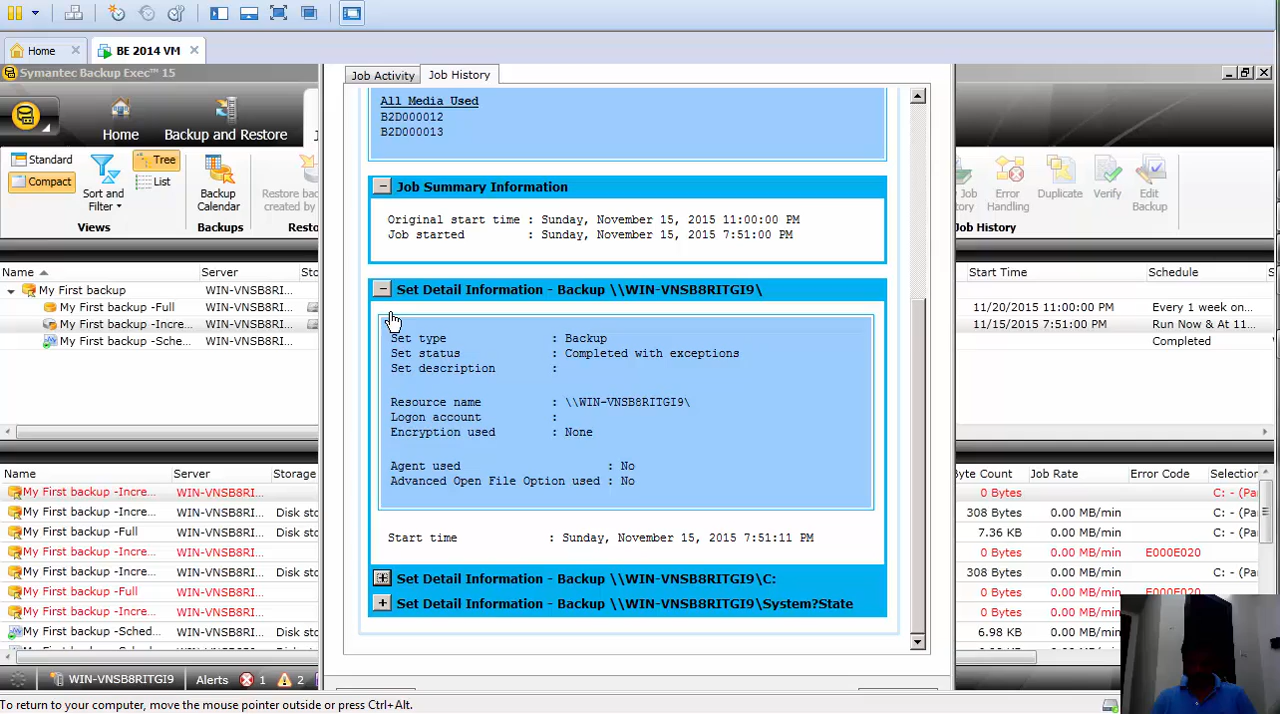 Home
BE 2014 VM
Symantec Backup Exec™ 15
Job Activity
Job History
Home
Backup and Restore
Standard
Compact
Sort and
Filter
Tree
List
Backup
Calendar
Restore
created by
Views
Backups
Error
Handling
Duplicate
Verify
Edit
Backup
Job History
All Media Used
B2D000012
B2D000013
Job Summary Information
Original start time : Sunday, November 15, 2015 11:00:00 PM
Job started : Sunday, November 15, 2015 7:51:00 PM
Set Detail Information - Backup \\WIN-VNSB8RITGI9\
Set type : Backup
Set status : Completed with exceptions
Set description :
Resource name : \\WIN-VNSB8RITGI9\
Logon account :
Encryption used : None
Agent used : No
Advanced Open File Option used : No
Start time : Sunday, November 15, 2015 7:51:11 PM
Set Detail Information - Backup \\WIN-VNSB8RITGI9\C:
Set Detail Information - Backup \\WIN-VNSB8RITGI9\System?State
Name Server
My First backup WIN-VNSB8RI...
My First backup -Full WIN-VNSB8RI...
My First backup -Incre... WIN-VNSB8RI...
My First backup -Sche... WIN-VNSB8RI...
Start Time Schedule
11/20/2015 11:00:00 PM Every 1 week on...
11/15/2015 7:51:00 PM Run Now & At 11...
Completed
Name Server Storage
My First backup -Incre... WIN-VNSB8RI...
My First backup -Incre... WIN-VNSB8RI... Disk sto
My First backup -Full WIN-VNSB8RI... Disk sto
My First backup -Incre... WIN-VNSB8RI...
My First backup -Incre... WIN-VNSB8RI... Disk sto
My First backup -Full WIN-VNSB8RI...
My First backup -Incre... WIN-VNSB8RI...
My First backup -Sched... WIN-VNSB8RI... Disk sto
Byte Count Job Rate Error Code Selection
0 Bytes C: - (Pa
308 Bytes 0.00 MB/min C: - (Pa
7.36 KB 0.00 MB/min C: - (Pa
0 Bytes 0.00 MB/min E000E020 C: - (Pa
308 Bytes 0.00 MB/min C: - (Pa
0 Bytes 0.00 MB/min
0 Bytes 0.00 MB/min
6.98 KB 0.00 MB/min
WIN-VNSB8RITGI9 Alerts 1 2
To return to your computer, move the mouse pointer outside or press Ctrl+Alt.